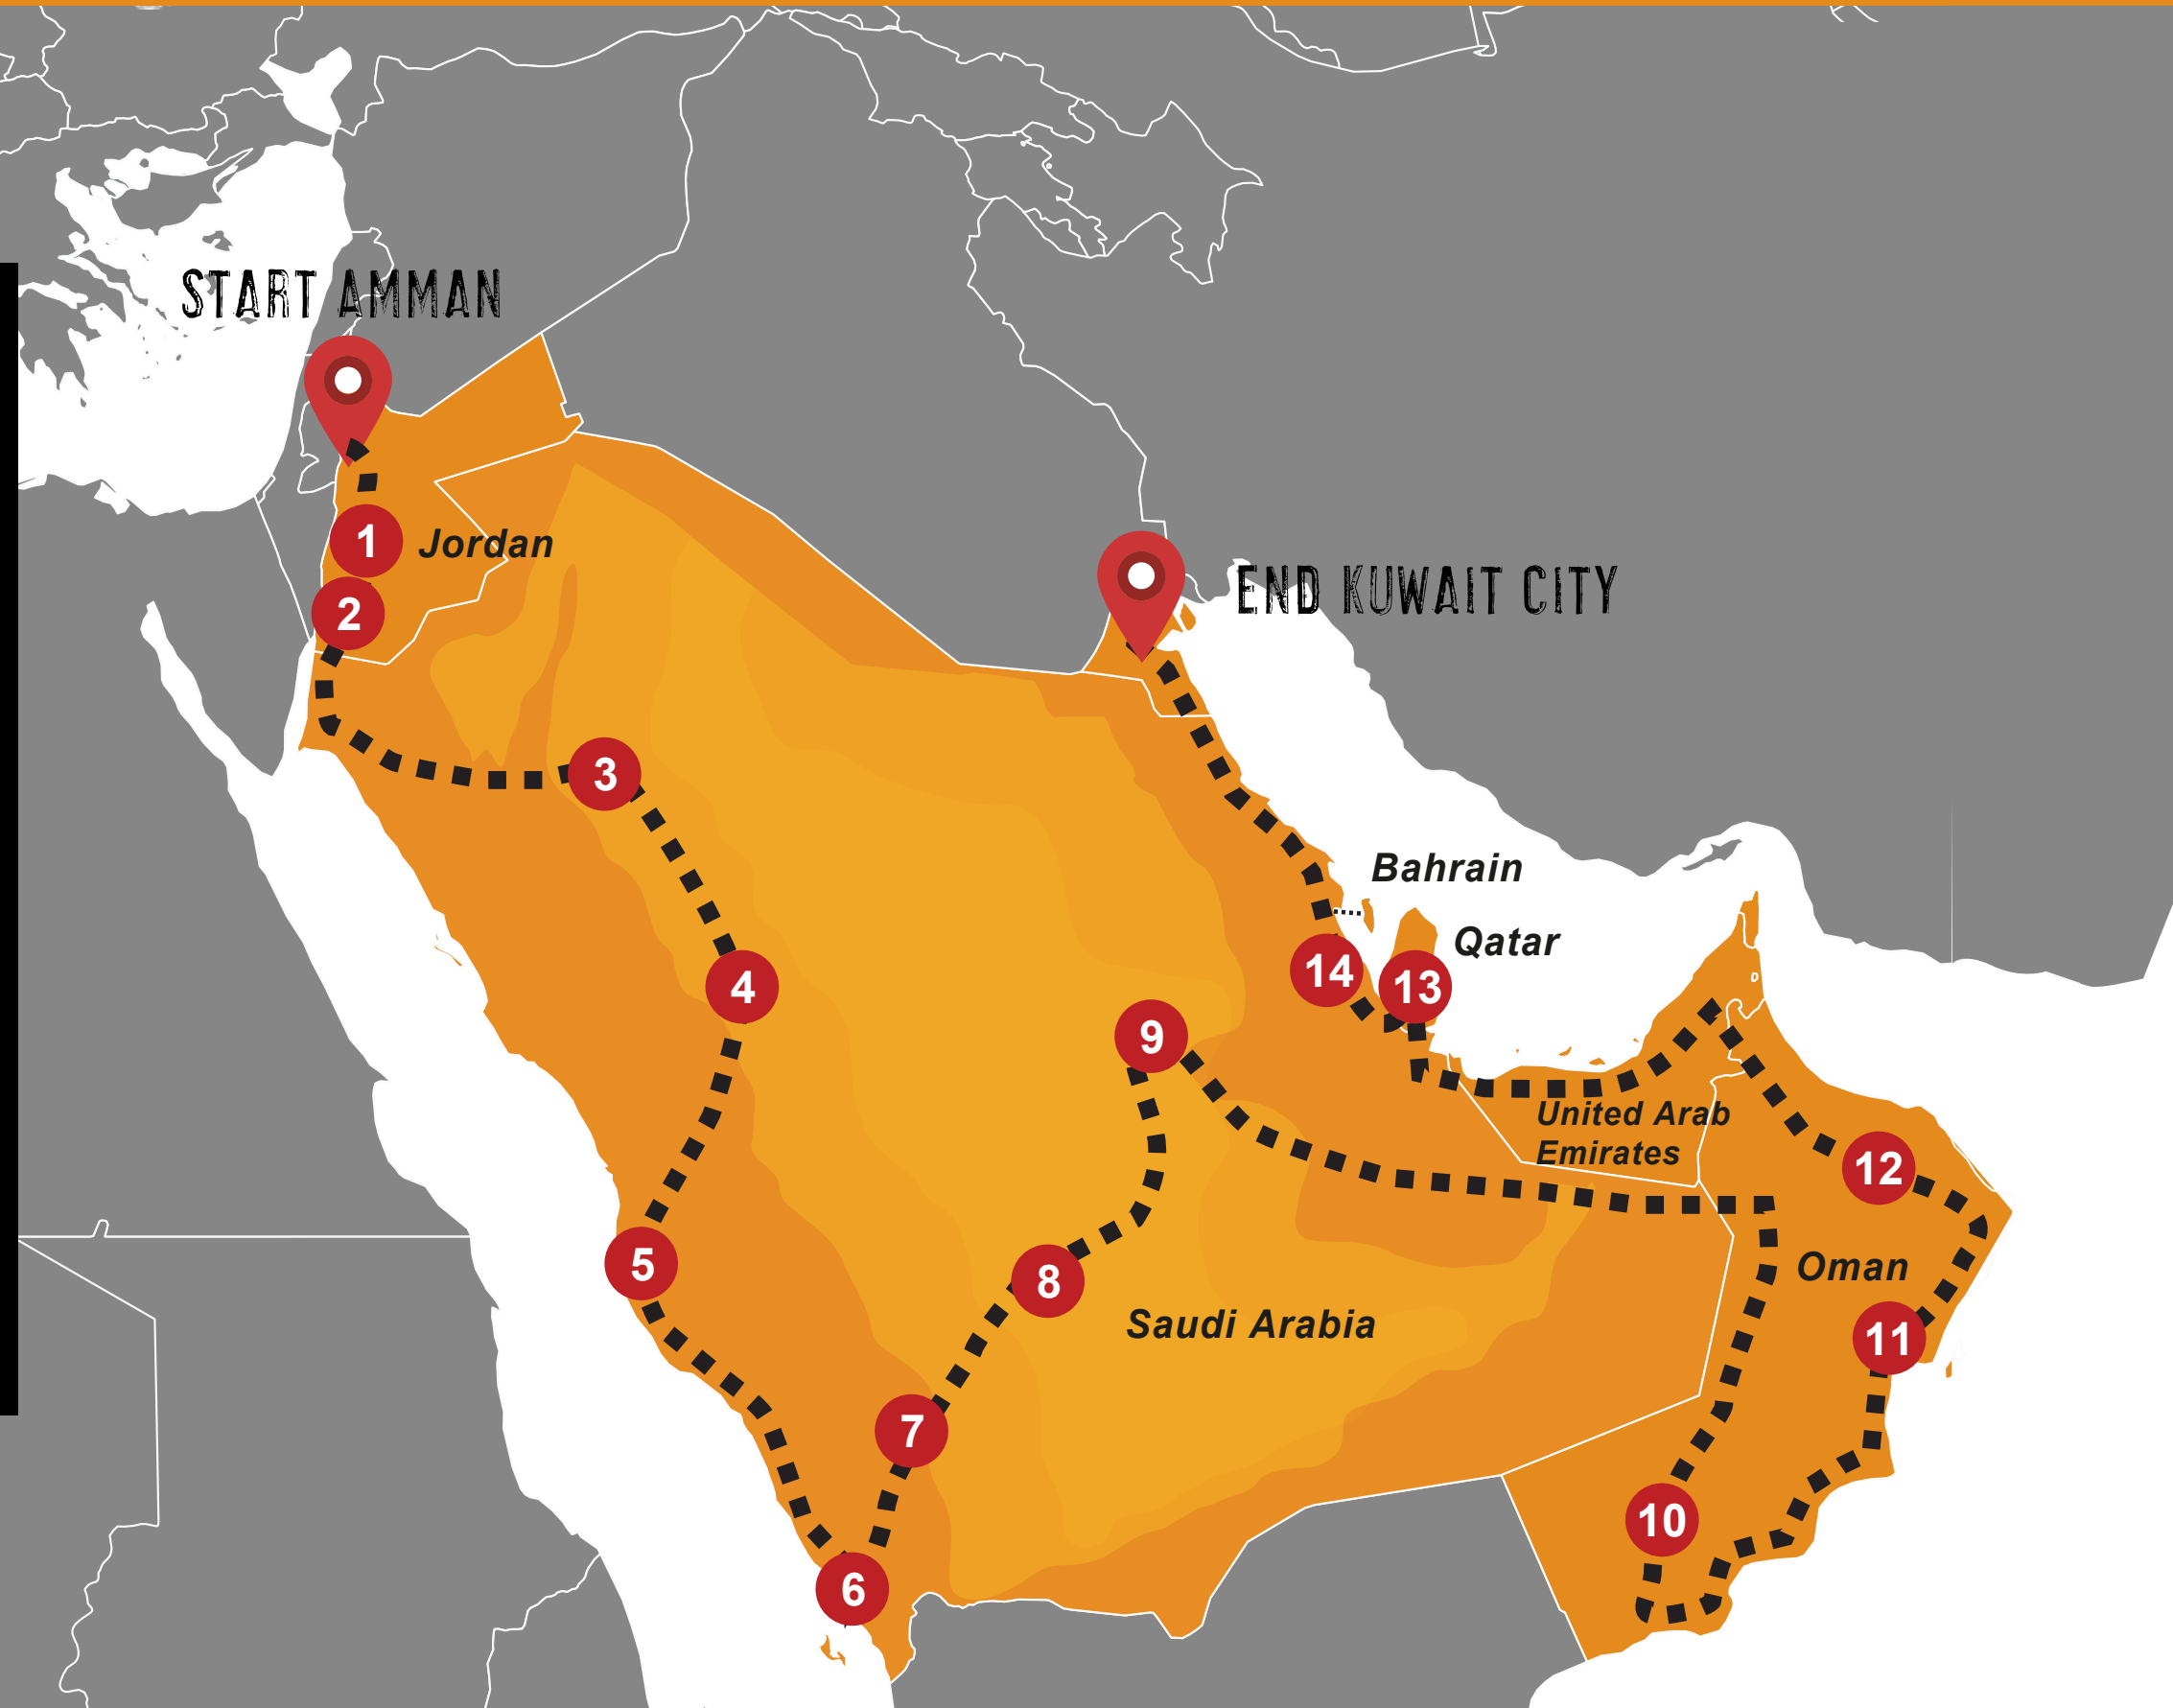 START AMMAN
1
Jordan
2
END KUWAIT CITY
3
Bahrain
Qatar
4
14
13
9
United Arab
Emirates
12
5
8
Oman
Saudi Arabia
11
7
10
6